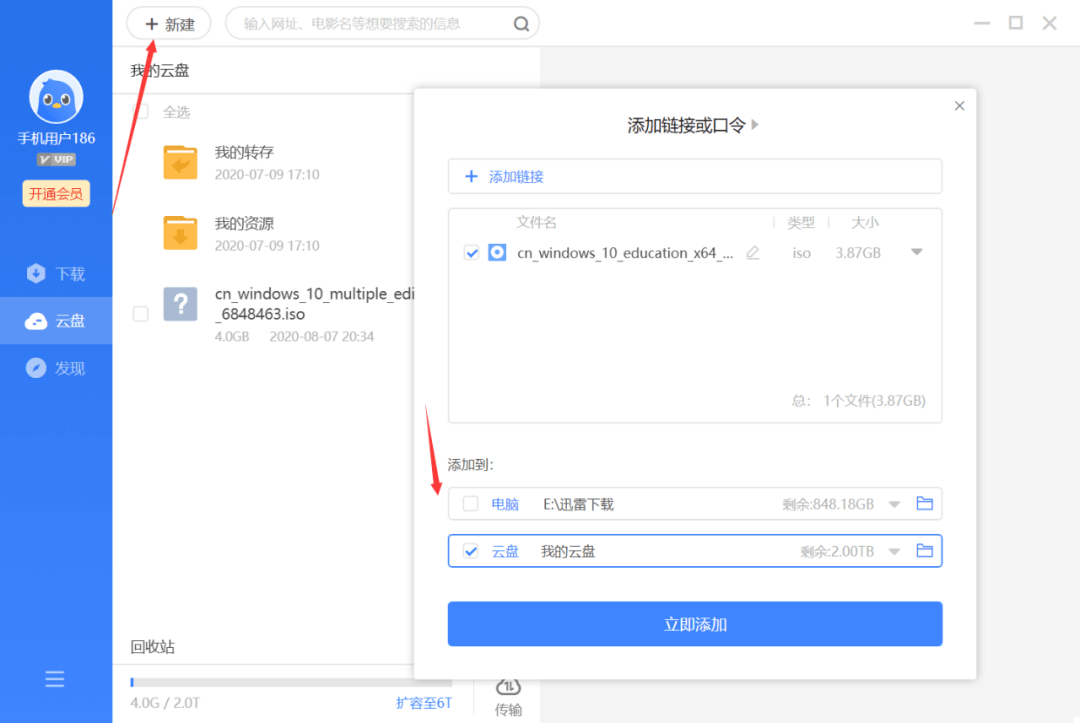 新建
输入网址、电影名等想要搜索的信息
手机用户186
V VIP
开通会员
下载
云盘
发现
我的云盘
全选
我的转存
2020-07-09 17:10
我的资源
2020-07-09 17:10
cn_windows_10_multiple_edi
_6848463.iso
4.0GB 2020-08-07 20:34
回收站
4.0G / 2.0T 扩容至6T
传输
添加链接或口令
添加链接
文件名 类型 大小
cn_windows_10_education_x64_... iso 3.87GB
总: 1个文件(3.87GB)
添加到:
电脑 E:\迅雷下载 剩余:848.18GB
云盘 我的云盘 剩余:2.00TB
立即添加